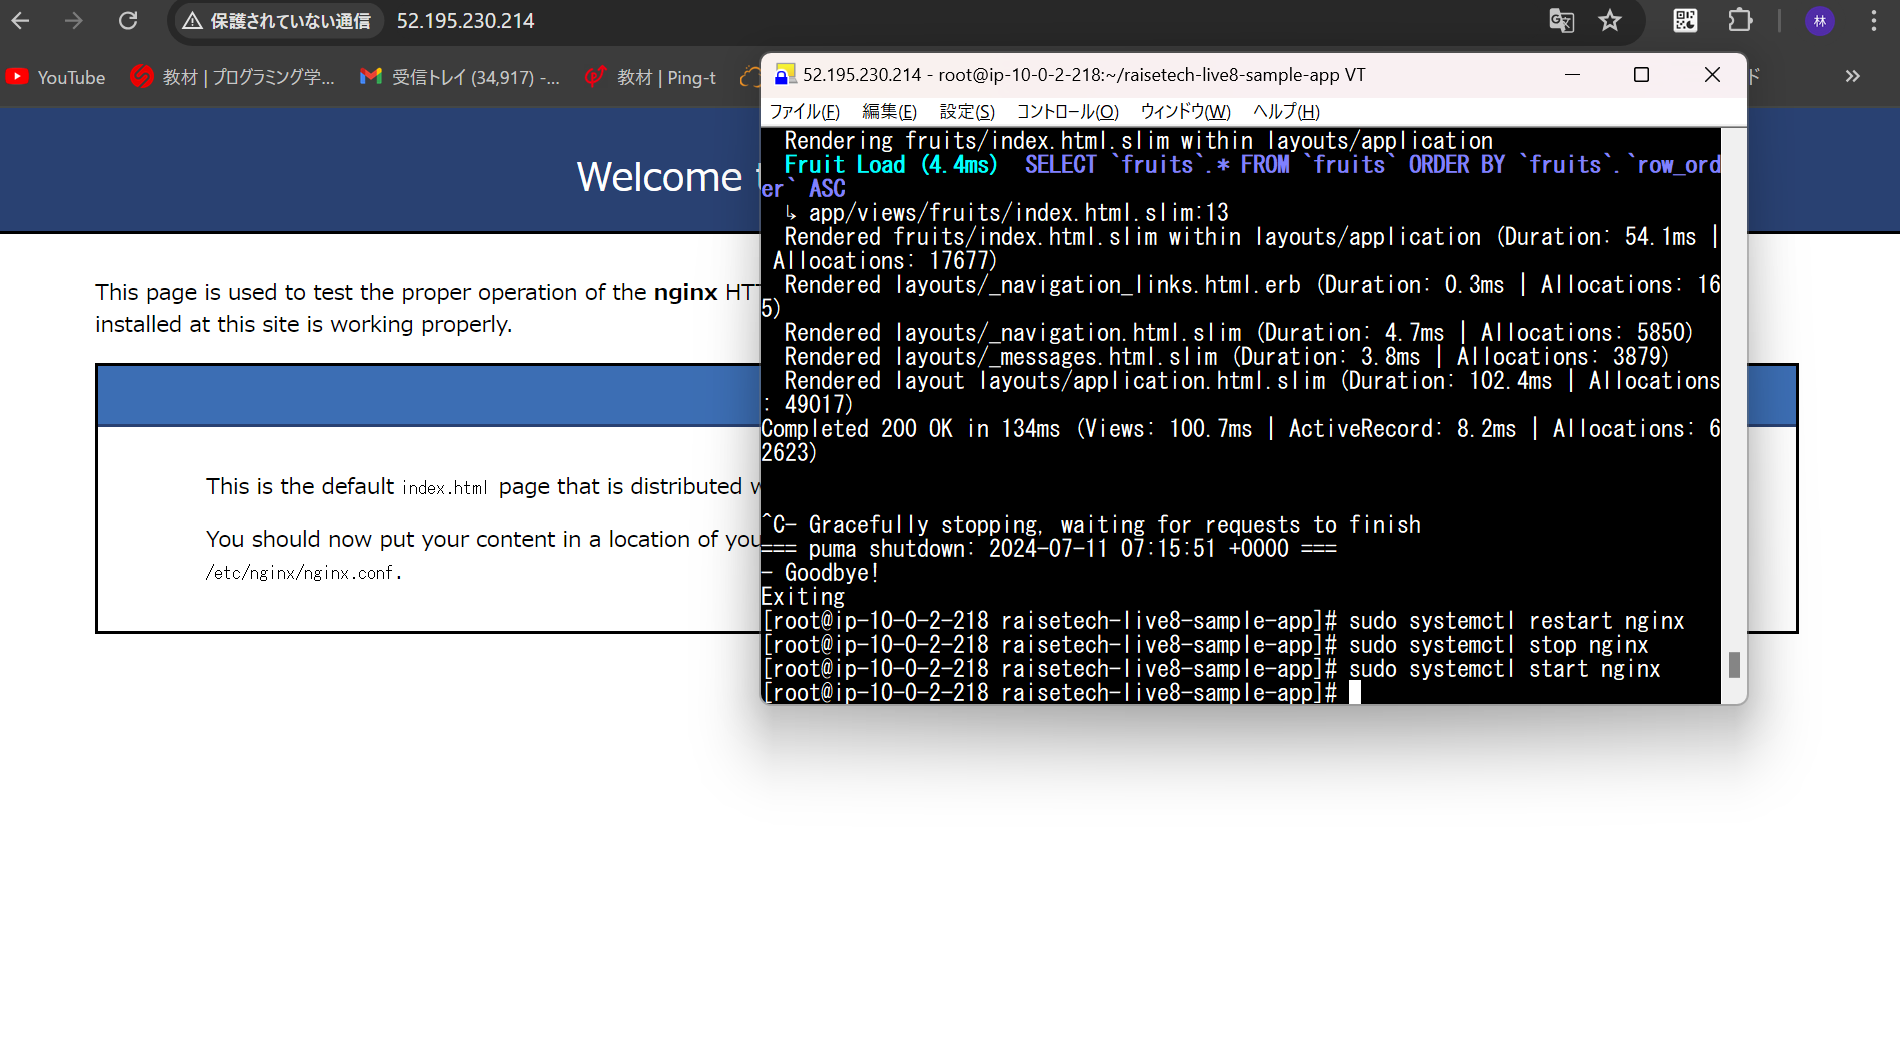 保護されていない通信 52.195.230.214
林
YouTube 教材 | プログラミング学... 受信トレイ (34,917) -... 教材 | Ping-t ド »
Welcome t
This page is used to test the proper operation of the nginx HTT
installed at this site is working properly.
This is the default index.html page that is distributed w
You should now put your content in a location of you
/etc/nginx/nginx.conf.
52.195.230.214 - root@ip-10-0-2-218:~/raisetech-live8-sample-app VT
ファイル(F) 編集(E) 設定(S) コントロール(O) ウィンドウ(W) ヘルプ(H)
Rendering fruits/index.html.slim within layouts/application
Fruit Load (4.4ms) SELECT `fruits`.* FROM `fruits` ORDER BY `fruits`.`row_ord
er` ASC
↳ app/views/fruits/index.html.slim:13
Rendered fruits/index.html.slim within layouts/application (Duration: 54.1ms |
Allocations: 17677)
Rendered layouts/_navigation_links.html.erb (Duration: 0.3ms | Allocations: 16
5)
Rendered layouts/_navigation.html.slim (Duration: 4.7ms | Allocations: 5850)
Rendered layouts/_messages.html.slim (Duration: 3.8ms | Allocations: 3879)
Rendered layout layouts/application.html.slim (Duration: 102.4ms | Allocations
: 49017)
Completed 200 OK in 134ms (Views: 100.7ms | ActiveRecord: 8.2ms | Allocations: 6
2623)
^C- Gracefully stopping, waiting for requests to finish
=== puma shutdown: 2024-07-11 07:15:51 +0000 ===
- Goodbye!
Exiting
[root@ip-10-0-2-218 raisetech-live8-sample-app]# sudo systemctl restart nginx
[root@ip-10-0-2-218 raisetech-live8-sample-app]# sudo systemctl stop nginx
[root@ip-10-0-2-218 raisetech-live8-sample-app]# sudo systemctl start nginx
[root@ip-10-0-2-218 raisetech-live8-sample-app]#